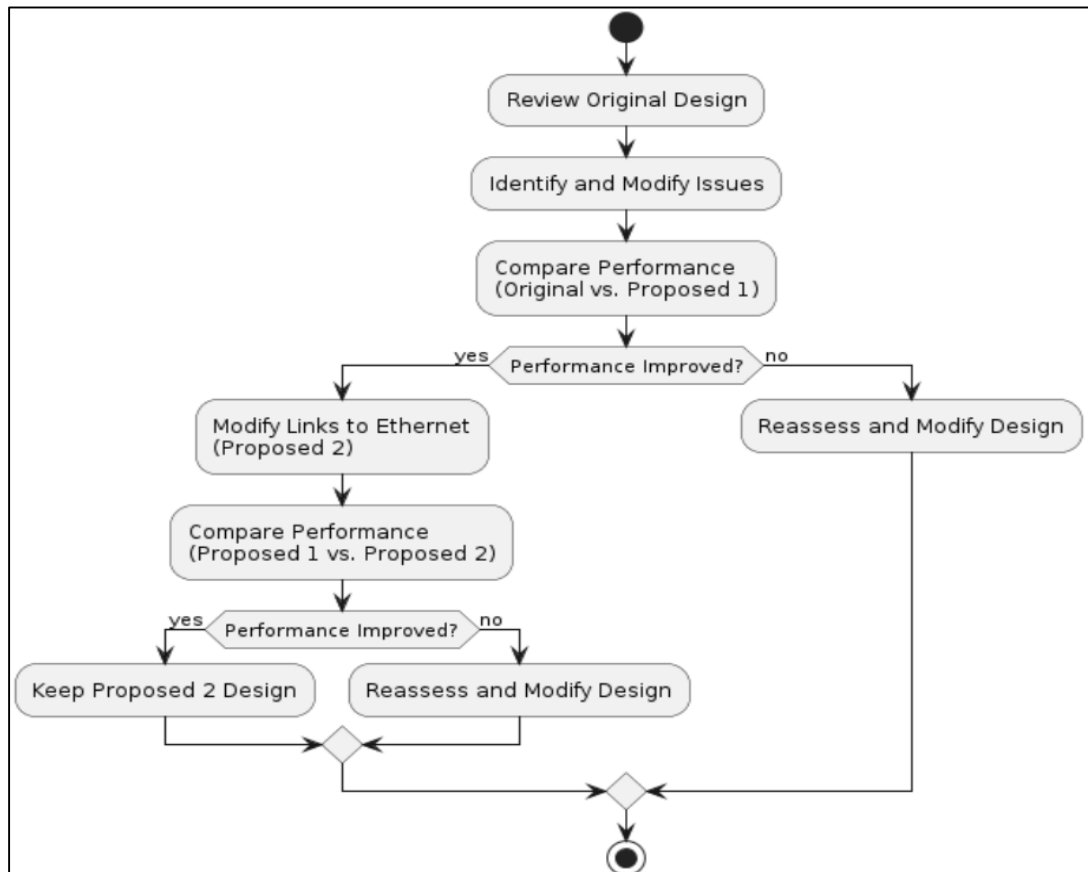 Review Original Design
Identify and Modify Issues
Compare Performance
(Original vs. Proposed 1)
yes
Performance Improved?
no
Modify Links to Ethernet
(Proposed 2)
Reassess and Modify Design
Compare Performance
(Proposed 1 vs. Proposed 2)
yes
Performance Improved?
no
Keep Proposed 2 Design
Reassess and Modify Design